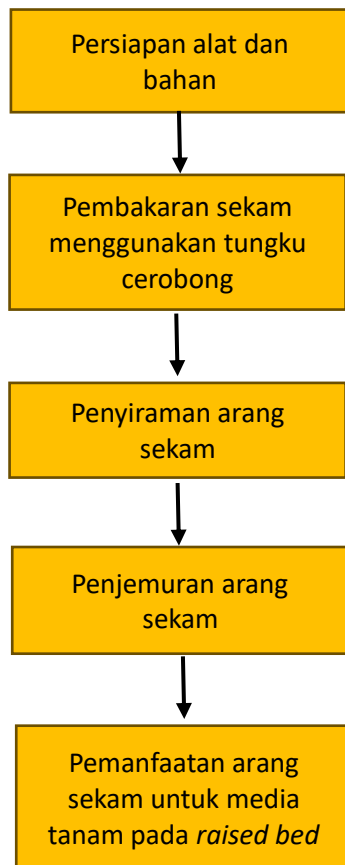 Persiapan alat dan
bahan
Pembakaran sekam
menggunakan tungku
cerobong
Penyiraman arang
sekam
Penjemuran arang
sekam
Pemanfaatan arang
sekam untuk media
tanam pada raised bed